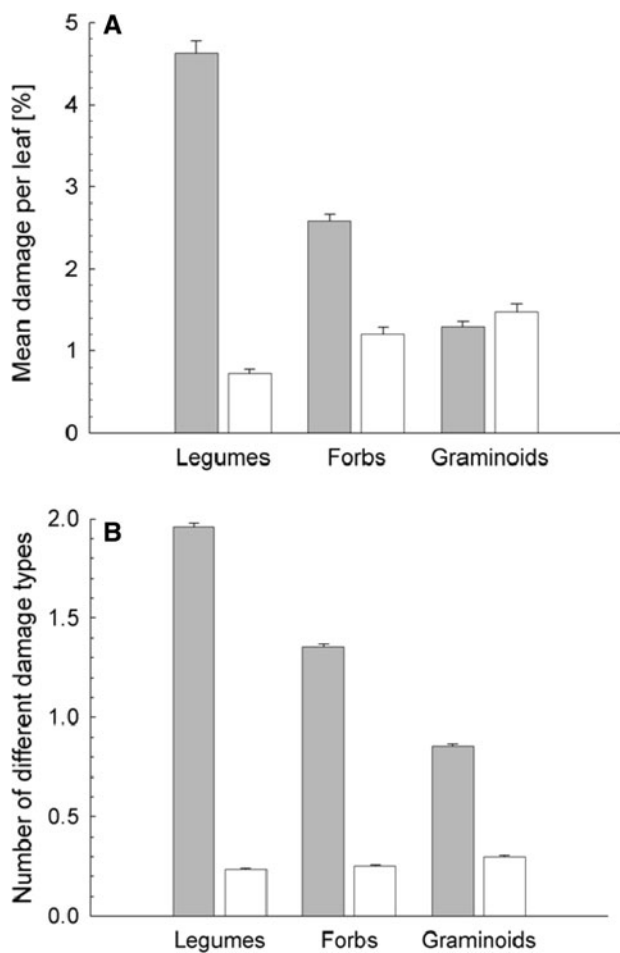 A
Mean damage per leaf [%]
5
4
3
2
1
0
Legumes Forbs Graminoids
B
Number of different damage types
2.0
1.5
1.0
0.5
0.0
Legumes Forbs Graminoids